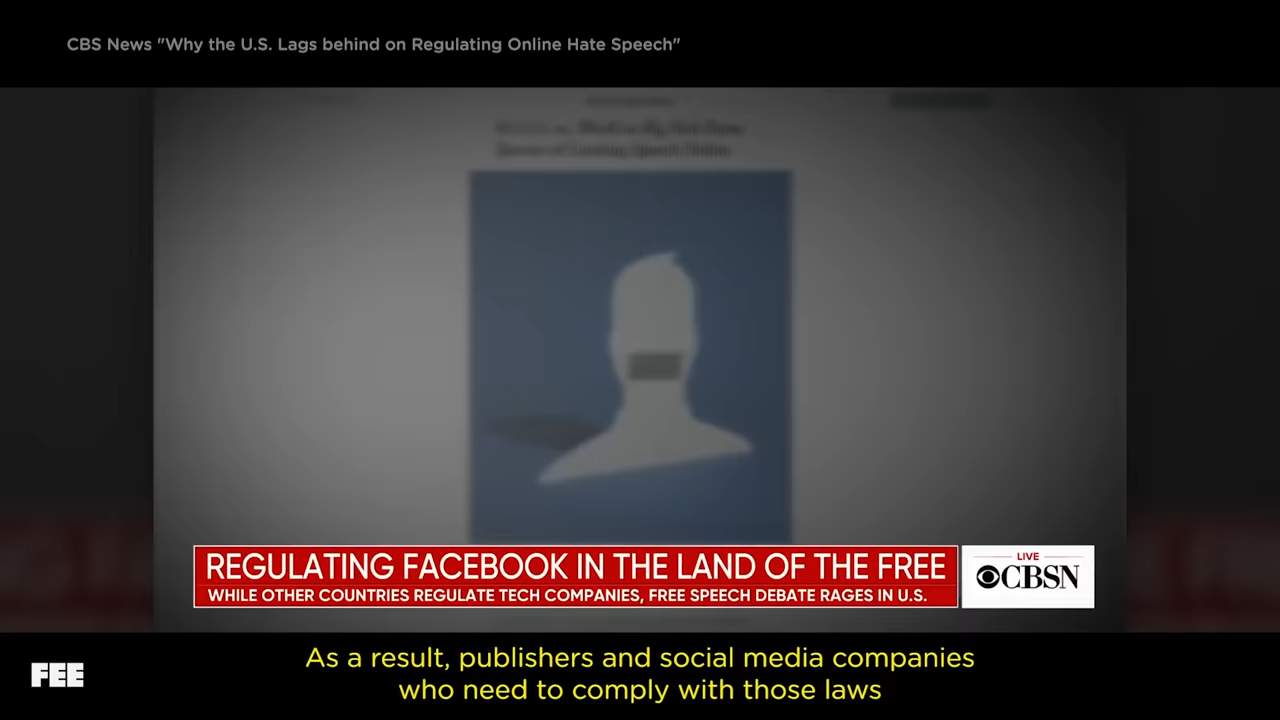 CBS News "Why the U.S. Lags behind on Regulating Online Hate Speech"
REGULATING FACEBOOK IN THE LAND OF THE FREE
WHILE OTHER COUNTRIES REGULATE TECH COMPANIES, FREE SPEECH DEBATE RAGES IN U.S.
LIVE
CBSN
FEE
As a result, publishers and social media companies
who need to comply with those laws